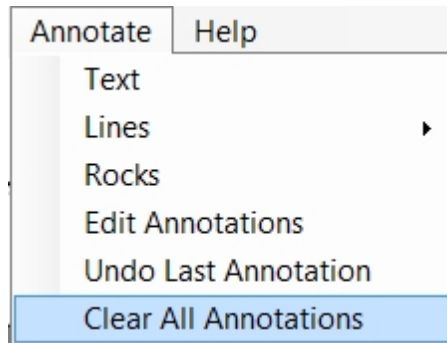 Annotate Help
Text
Lines
Rocks
Edit Annotations
Undo Last Annotation
Clear All Annotations